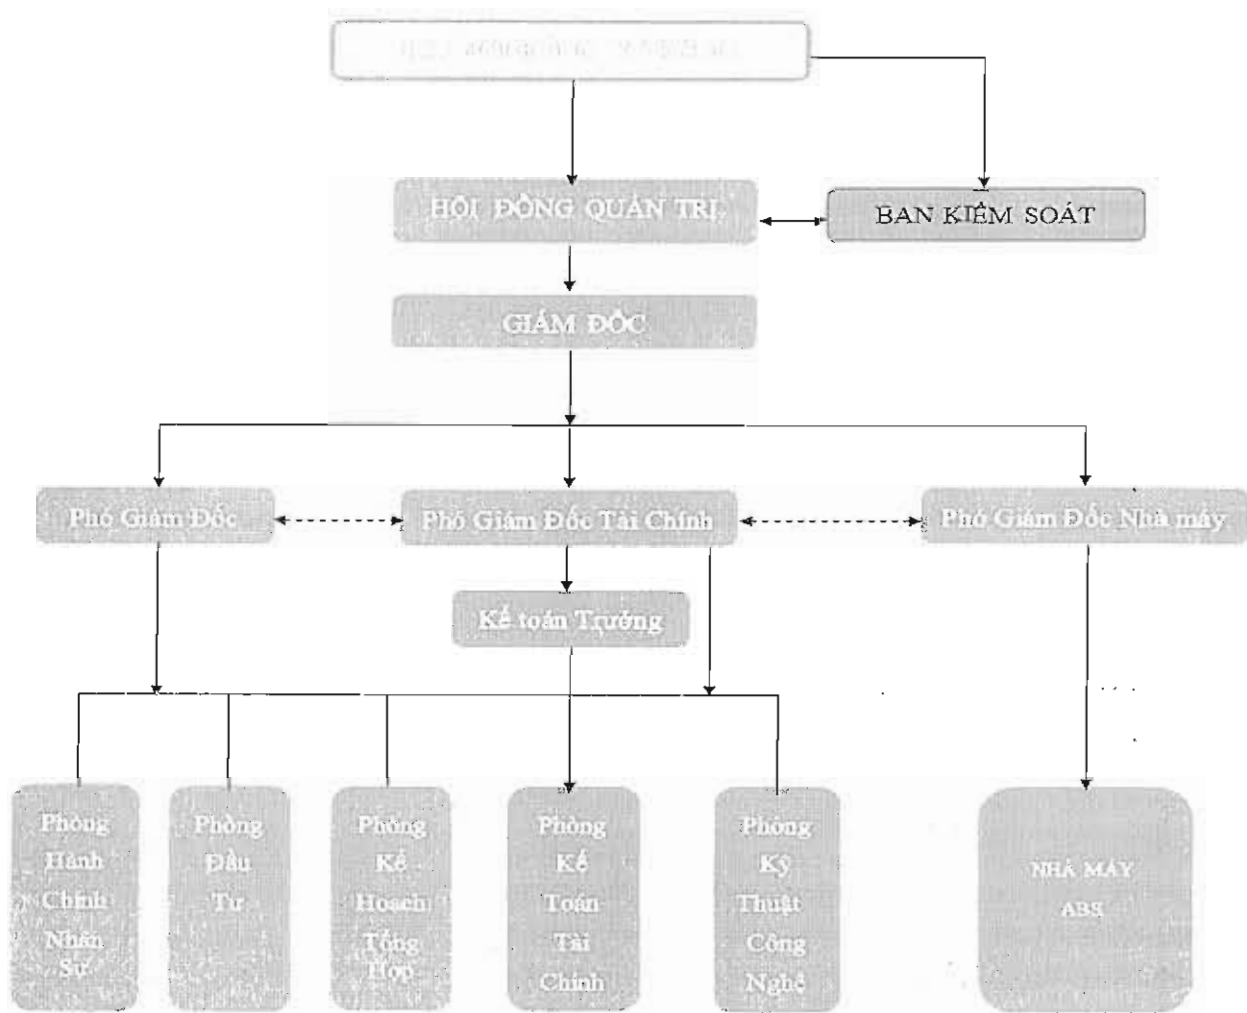 HỘI ĐỒNG QUẢN TRỊ
BAN KIỂM SOÁT
GIÁM ĐỐC
Phó Giám Đốc
Phó Giám Đốc Tài Chính
Phó Giám Đốc Nhà máy
Kế toán Trưởng
Phòng
Hành
Chính
Nhân
Sự
Phòng
Đầu
Tư
Phòng
Kế
Hoạch
Tổng
Hợp
Phòng
Kế
Toán
Tài
Chính
Phòng
Kỹ
Thuật
Công
Nghệ
NHÀ MÁY
ABS